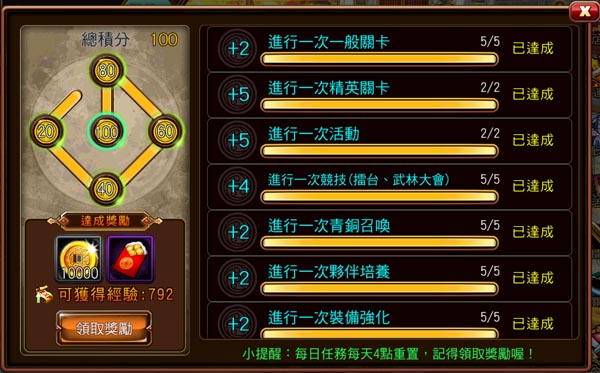 總積分 100
80
20
100
60
40
達成獎勵
10000
可獲得經驗:792
領取獎勵
+2 進行一次一般關卡 5/5 已達成
+5 進行一次精英關卡 2/2 已達成
+5 進行一次活動 2/2 已達成
+4 進行一次競技(擂台、武林大會) 5/5 已達成
+2 進行一次青銅召喚 5/5 已達成
+2 進行一次夥伴培養 5/5 已達成
+2 進行一次裝備強化 5/5 已達成
小提醒：每日任務每天4點重置，記得領取獎勵喔！